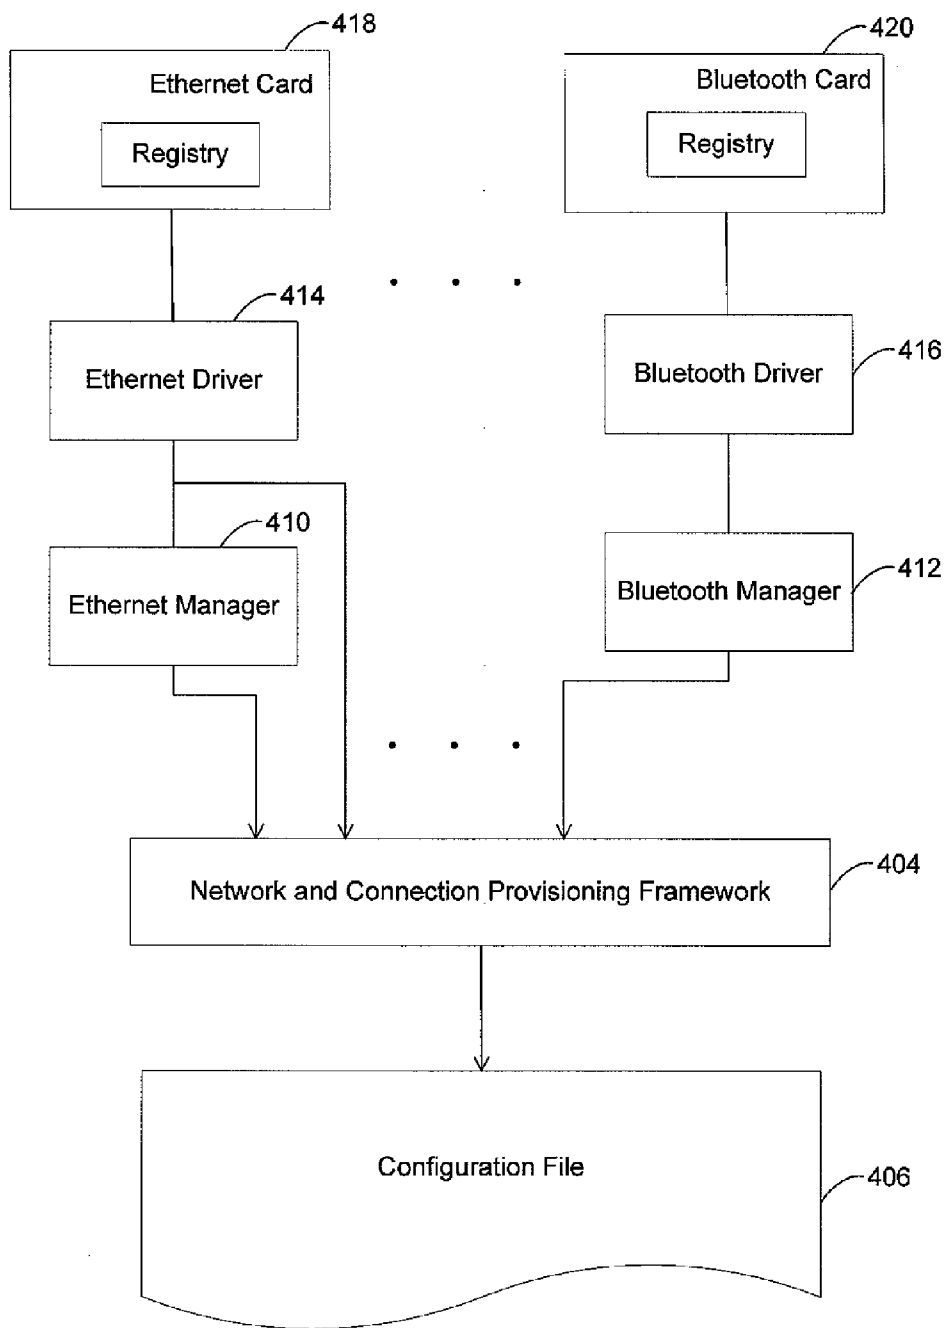 418
420
Ethernet Card
Bluetooth Card
Registry
Registry
414
Ethernet Driver
Bluetooth Driver
416
410
Ethernet Manager
Bluetooth Manager
412
Network and Connection Provisioning Framework
404
Configuration File
406